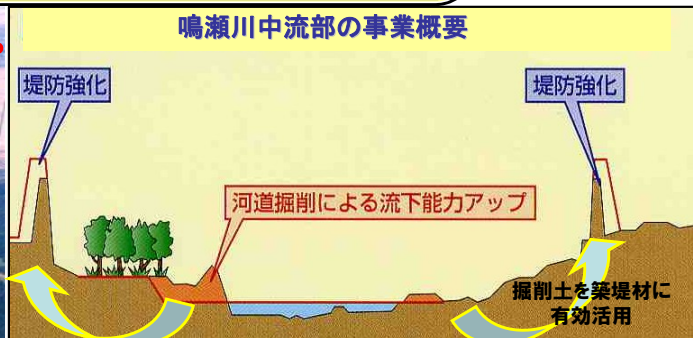 鳴瀬川中流部の事業概要
堤防強化
堤防強化
河道掘削による流下能力アップ
掘削土を築堤材に
有効活用